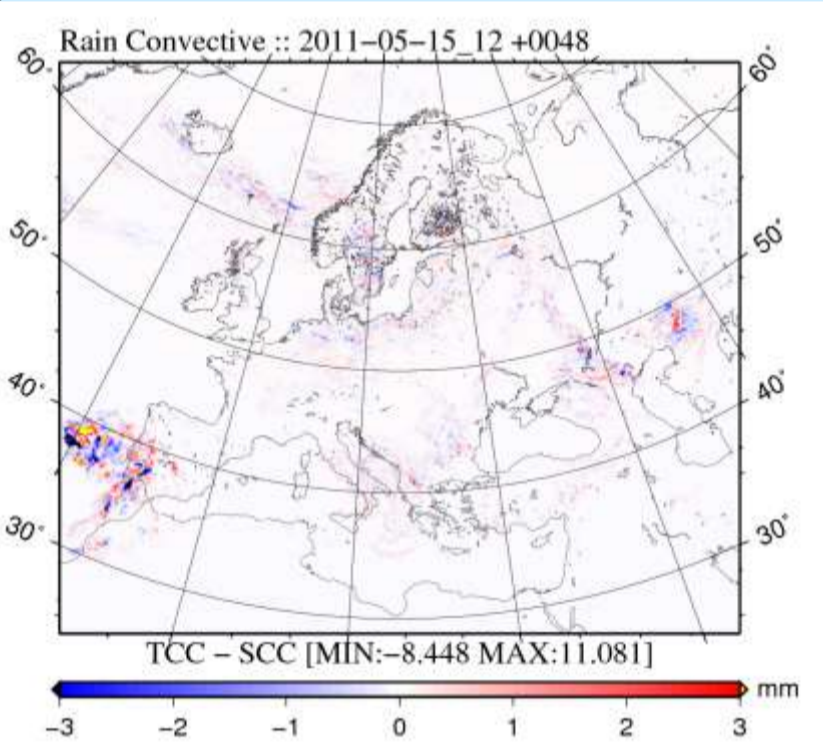 Rain Convective :: 2011−05−15_12 +0048
60° 60°
50° 50°
40° 40°
30° 30°
TCC − SCC [MIN:−8.448 MAX:11.081]
−3 −2 −1 0 1 2 3 mm